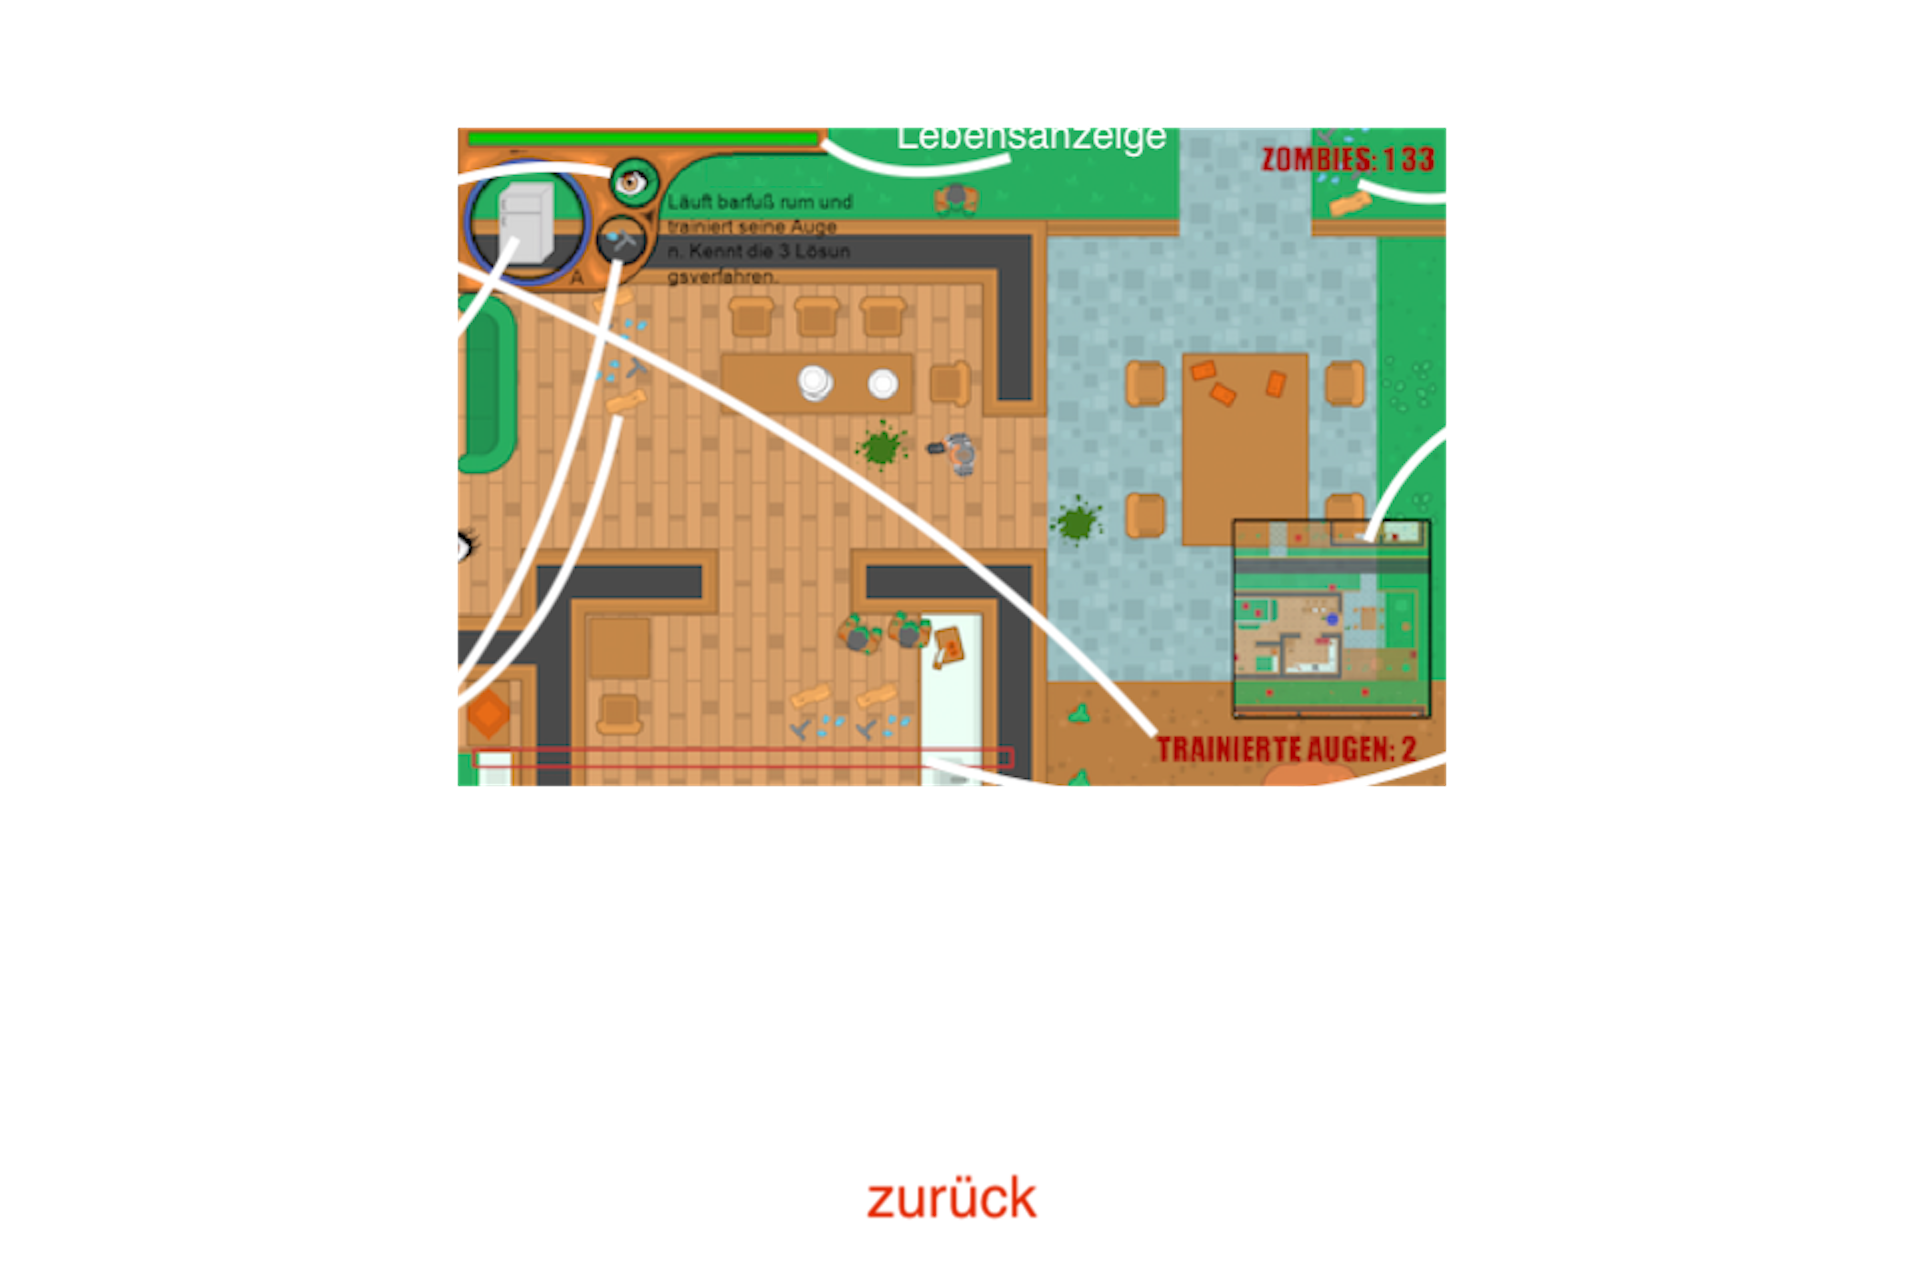 Lebensanzeige
ZOMBIES: 133
Läuft barfuß rum und
trainiert seine Auge
n. Kennt die 3 Lösun
gsverfahren.
A
TRAINIERTE AUGEN: 2
zurück